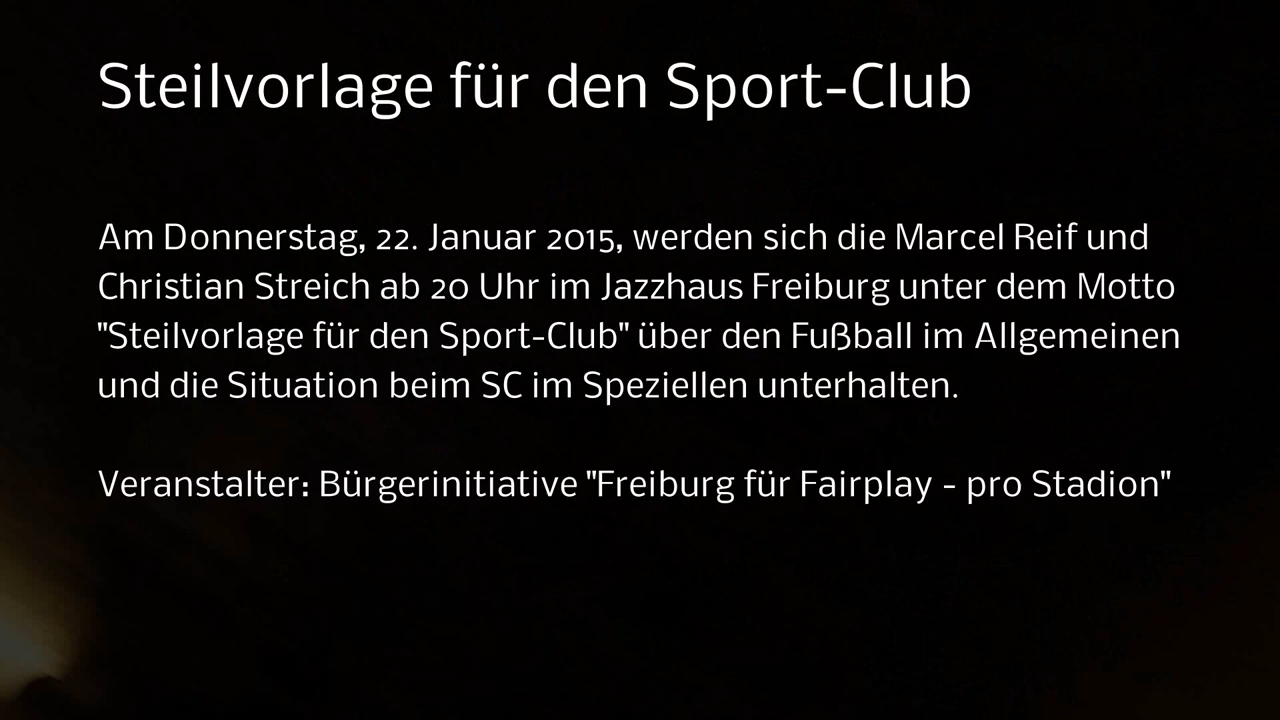 Steilvorlage für den Sport-Club
Am Donnerstag, 22. Januar 2015, werden sich die Marcel Reif und
Christian Streich ab 20 Uhr im Jazzhaus Freiburg unter dem Motto
"Steilvorlage für den Sport-Club" über den Fußball im Allgemeinen
und die Situation beim SC im Speziellen unterhalten.
Veranstalter: Bürgerinitiative "Freiburg für Fairplay - pro Stadion"